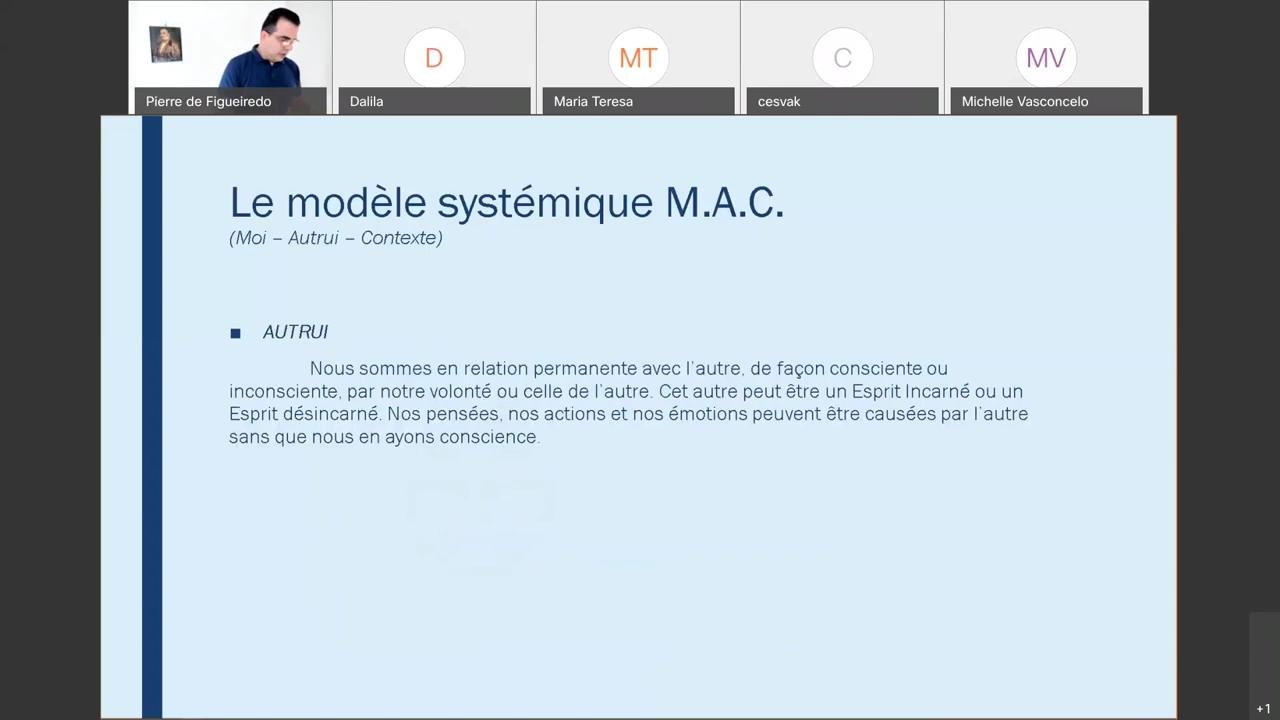 D
MT
C
MV
Pierre de Figueiredo
Dalila
Maria Teresa
cesvak
Michelle Vasconcelo
Le modèle systémique M.A.C.
(Moi – Autrui – Contexte)
■ AUTRUI
Nous sommes en relation permanente avec l'autre, de façon consciente ou
inconsciente, par notre volonté ou celle de l'autre. Cet autre peut être un Esprit Incarné ou un
Esprit désincarné. Nos pensées, nos actions et nos émotions peuvent être causées par l'autre
sans que nous en ayons conscience.
+1